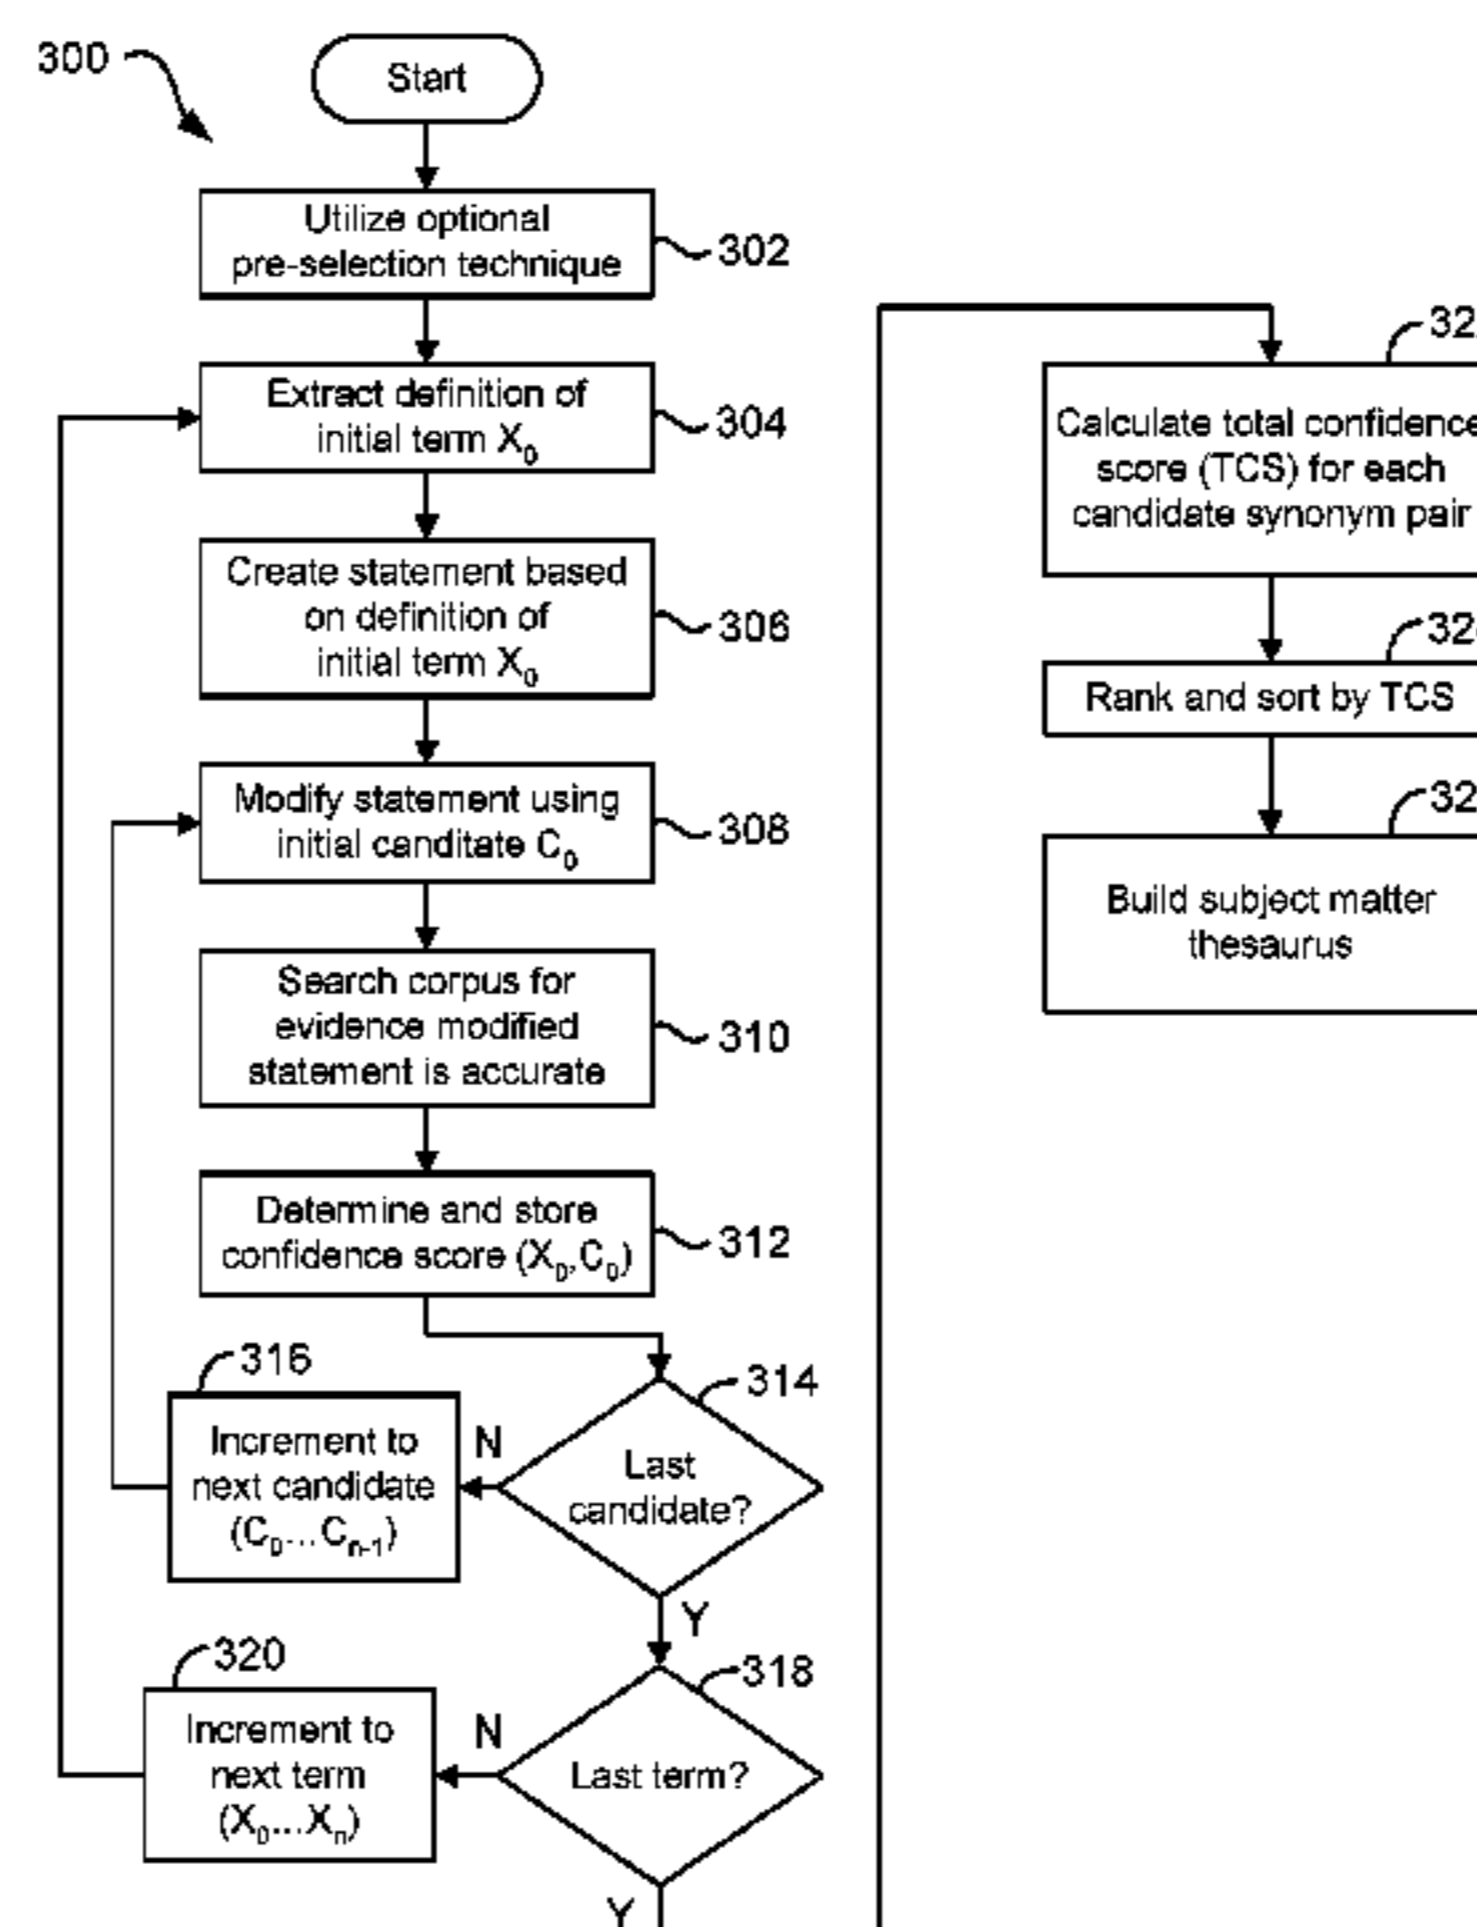 300
Start
Utilize optional
pre-selection technique
302
Extract definition of
initial term X₀
304
Create statement based
on definition of
initial term X₀
306
Modify statement using
initial canditate C₀
308
Search corpus for
evidence modified
statement is accurate
310
Determine and store
confidence score (X₀,C₀)
312
314
Last
candidate?
N
Y
316
Increment to
next candidate
(C₀...Cₙ₋₁)
318
Last term?
N
Y
320
Increment to
next term
(X₀...Xₙ)
Calculate total confidence
score (TCS) for each
candidate synonym pair
Rank and sort by TCS
Build subject matter
thesaurus